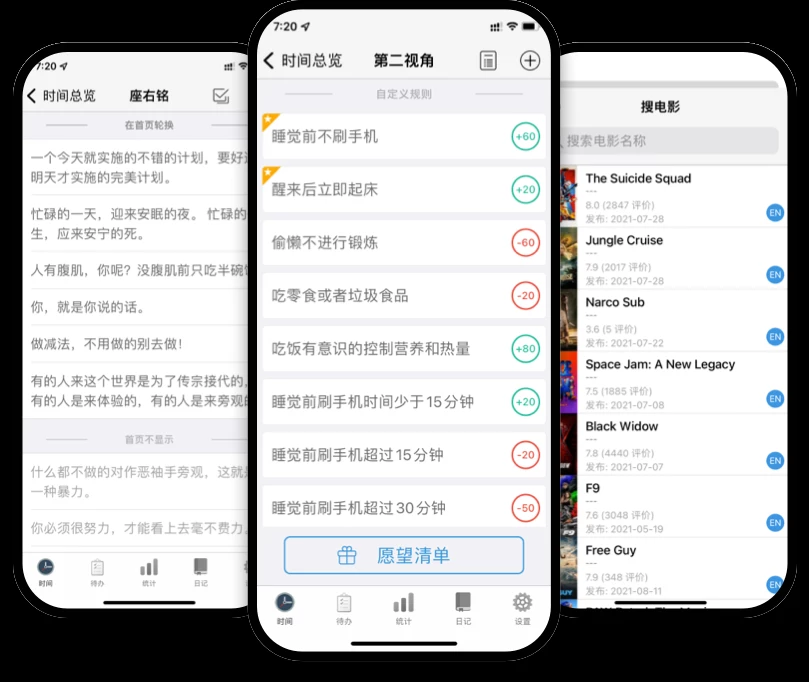 7:20
时间总览
座右铭
在首页轮换
一个今天就实施的不错的计划，要好
明天才实施的完美计划。
忙碌的一天，迎来安眠的夜。 忙碌的
生，应来安宁的死。
人有腹肌，你呢？没腹肌前只吃半碗
你，就是你说的话。
做减法，不用做的别去做！
有的人来这个世界是为了传宗接代的，
有的人是来体验的，有的人是来旁观
首页不显示
什么都不做的对作恶袖手旁观，这就
一种暴力。
你必须很努力，才能看上去毫不费力。
时间
待办
统计
日记
7:20
时间总览
第二视角
自定义规则
睡觉前不刷手机
+60
醒来后立即起床
+20
偷懒不进行锻炼
-60
吃零食或者垃圾食品
-20
吃饭有意识的控制营养和热量
+80
睡觉前刷手机时间少于15分钟
+20
睡觉前刷手机超过15分钟
-20
睡觉前刷手机超过30分钟
-50
愿望清单
时间
待办
统计
日记
设置
搜电影
搜索电影名称
The Suicide Squad
---
8.0 (2847 评价)
发布: 2021-07-28
EN
Jungle Cruise
---
7.9 (2017 评价)
发布: 2021-07-28
EN
Narco Sub
---
3.6 (5 评价)
发布: 2021-07-22
EN
Space Jam: A New Legacy
---
7.5 (1885 评价)
发布: 2021-07-08
EN
Black Widow
---
7.8 (4440 评价)
发布: 2021-07-07
EN
F9
---
7.6 (3048 评价)
发布: 2021-05-19
EN
Free Guy
---
7.9 (348 评价)
发布: 2021-08-11
EN